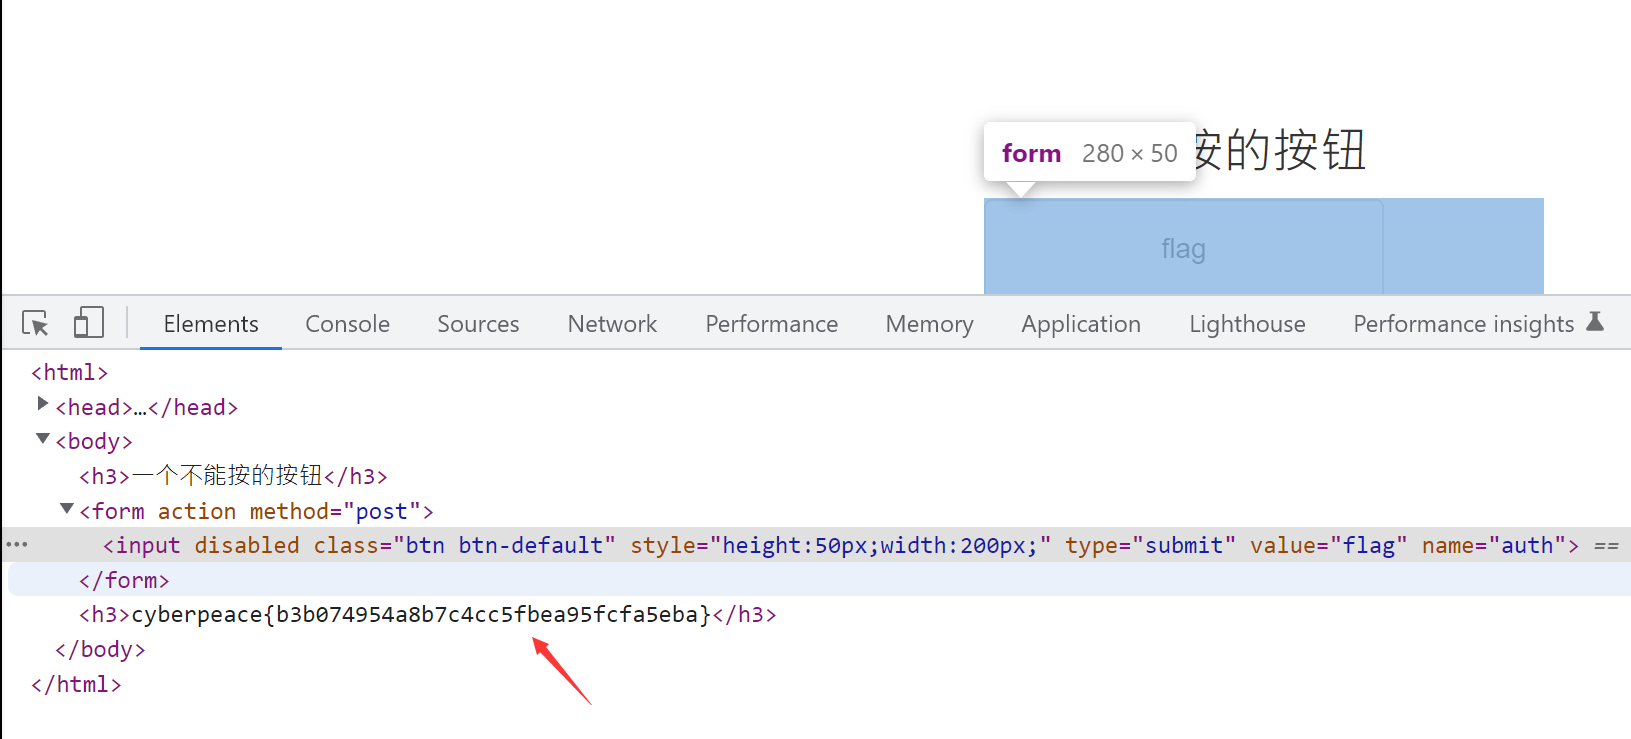 form 280 × 50
按的按钮
flag
Elements Console Sources Network Performance Memory Application Lighthouse Performance insights
<html>
<head>…</head>
<body>
<h3>一个不能按的按钮</h3>
<form action method="post">
<input disabled class="btn btn-default" style="height:50px;width:200px;" type="submit" value="flag" name="auth"> ==
</form>
<h3>cyberpeace{b3b074954a8b7c4cc5fbea95fcfa5eba}</h3>
</body>
</html>